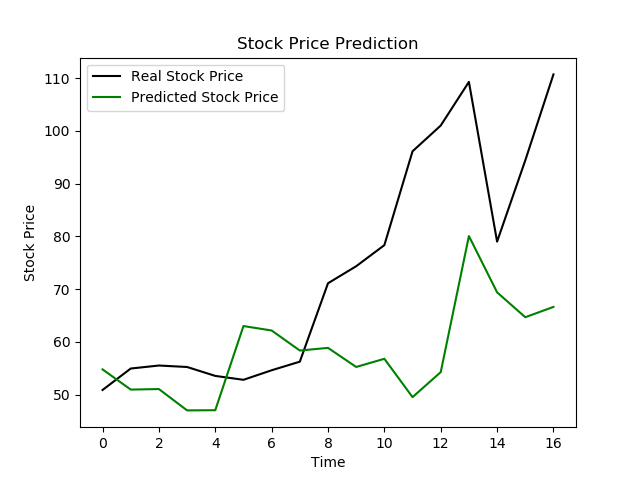 Stock Price Prediction
Real Stock Price
Predicted Stock Price
110
100
90
80
70
60
50
Stock Price
0 2 4 6 8 10 12 14 16
Time